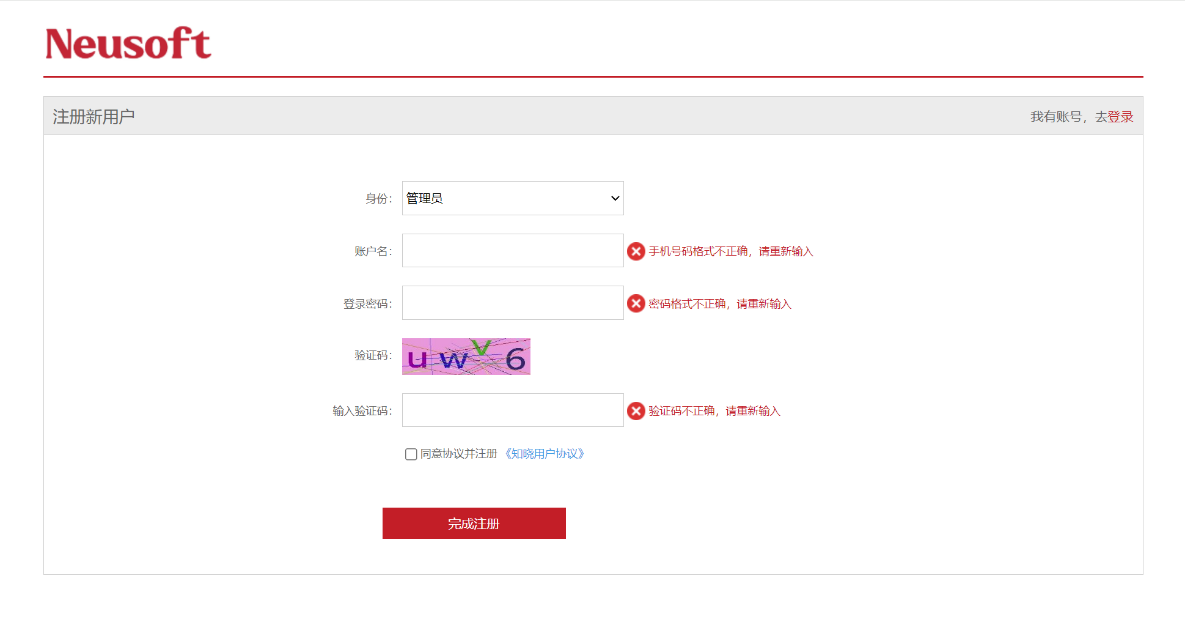 Neusoft
注册新用户
我有账号，去登录
身份：
管理员
账户名：
手机号码格式不正确，请重新输入
登录密码：
密码格式不正确，请重新输入
验证码：
u w v 6
输入验证码：
验证码不正确，请重新输入
同意协议并注册 《知晓用户协议》
完成注册